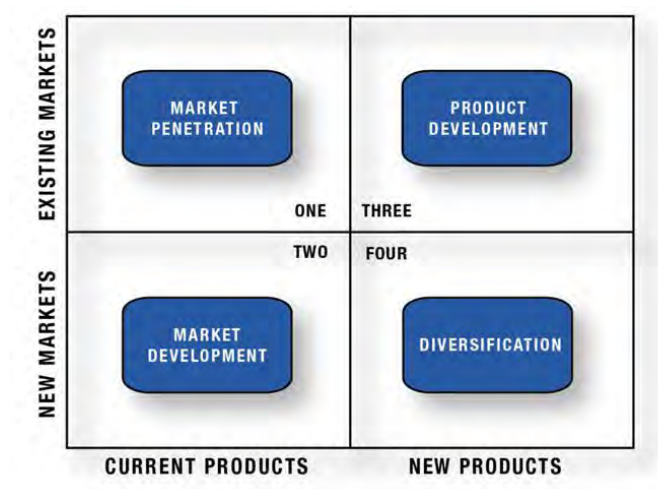 EXISTING MARKETS
MARKET
PENETRATION
ONE
PRODUCT
DEVELOPMENT
THREE
NEW MARKETS
TWO
MARKET
DEVELOPMENT
FOUR
DIVERSIFICATION
CURRENT PRODUCTS
NEW PRODUCTS